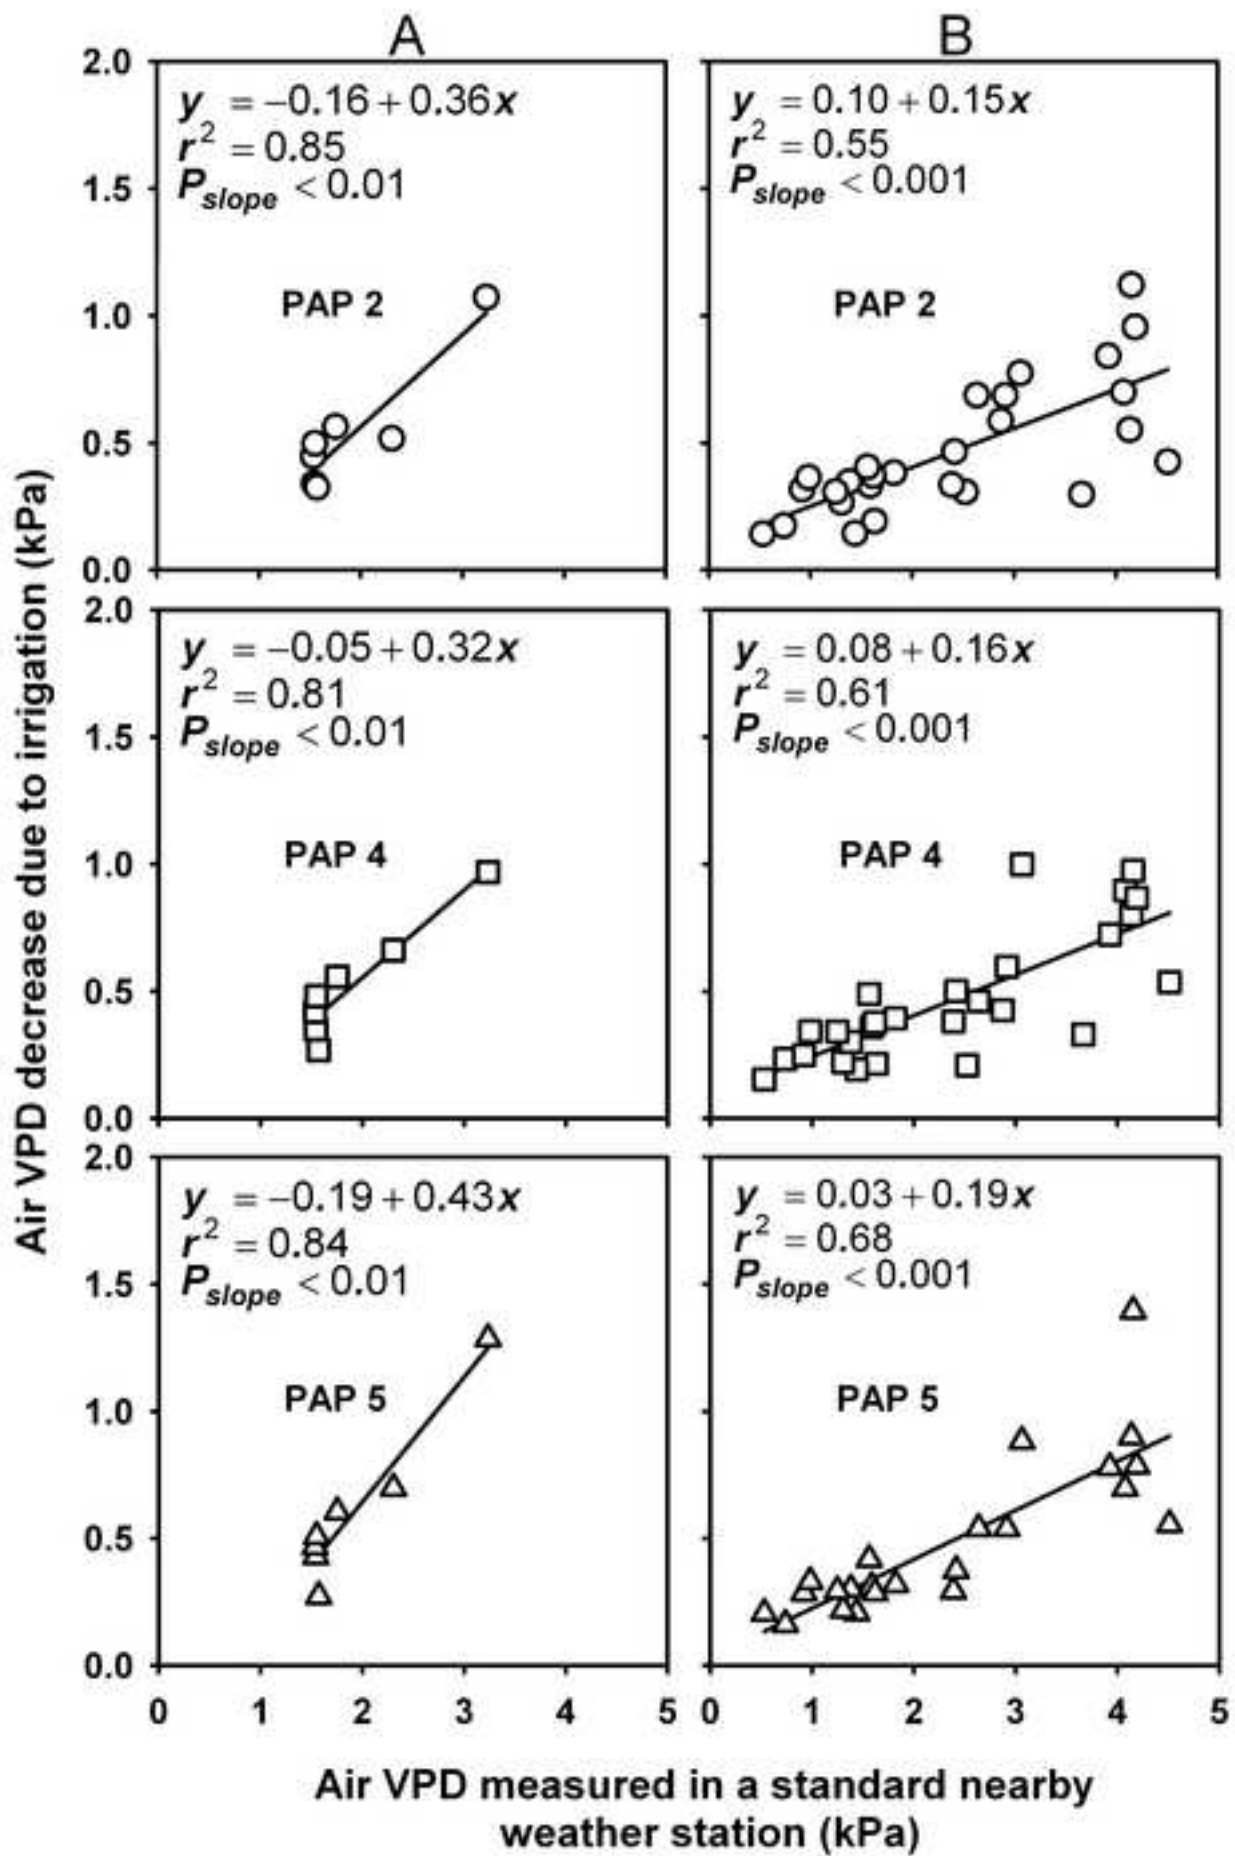 A
B
2.0
1.5
1.0
0.5
0.0
y = −0.16 + 0.36x
r² = 0.85
Pslope < 0.01
PAP 2
y = 0.10 + 0.15x
r² = 0.55
Pslope < 0.001
PAP 2
2.0
1.5
1.0
0.5
0.0
y = −0.05 + 0.32x
r² = 0.81
Pslope < 0.01
PAP 4
y = 0.08 + 0.16x
r² = 0.61
Pslope < 0.001
PAP 4
2.0
1.5
1.0
0.5
0.0
y = −0.19 + 0.43x
r² = 0.84
Pslope < 0.01
PAP 5
y = 0.03 + 0.19x
r² = 0.68
Pslope < 0.001
PAP 5
0 1 2 3 4 5
0 1 2 3 4 5
Air VPD decrease due to irrigation (kPa)
Air VPD measured in a standard nearby
weather station (kPa)